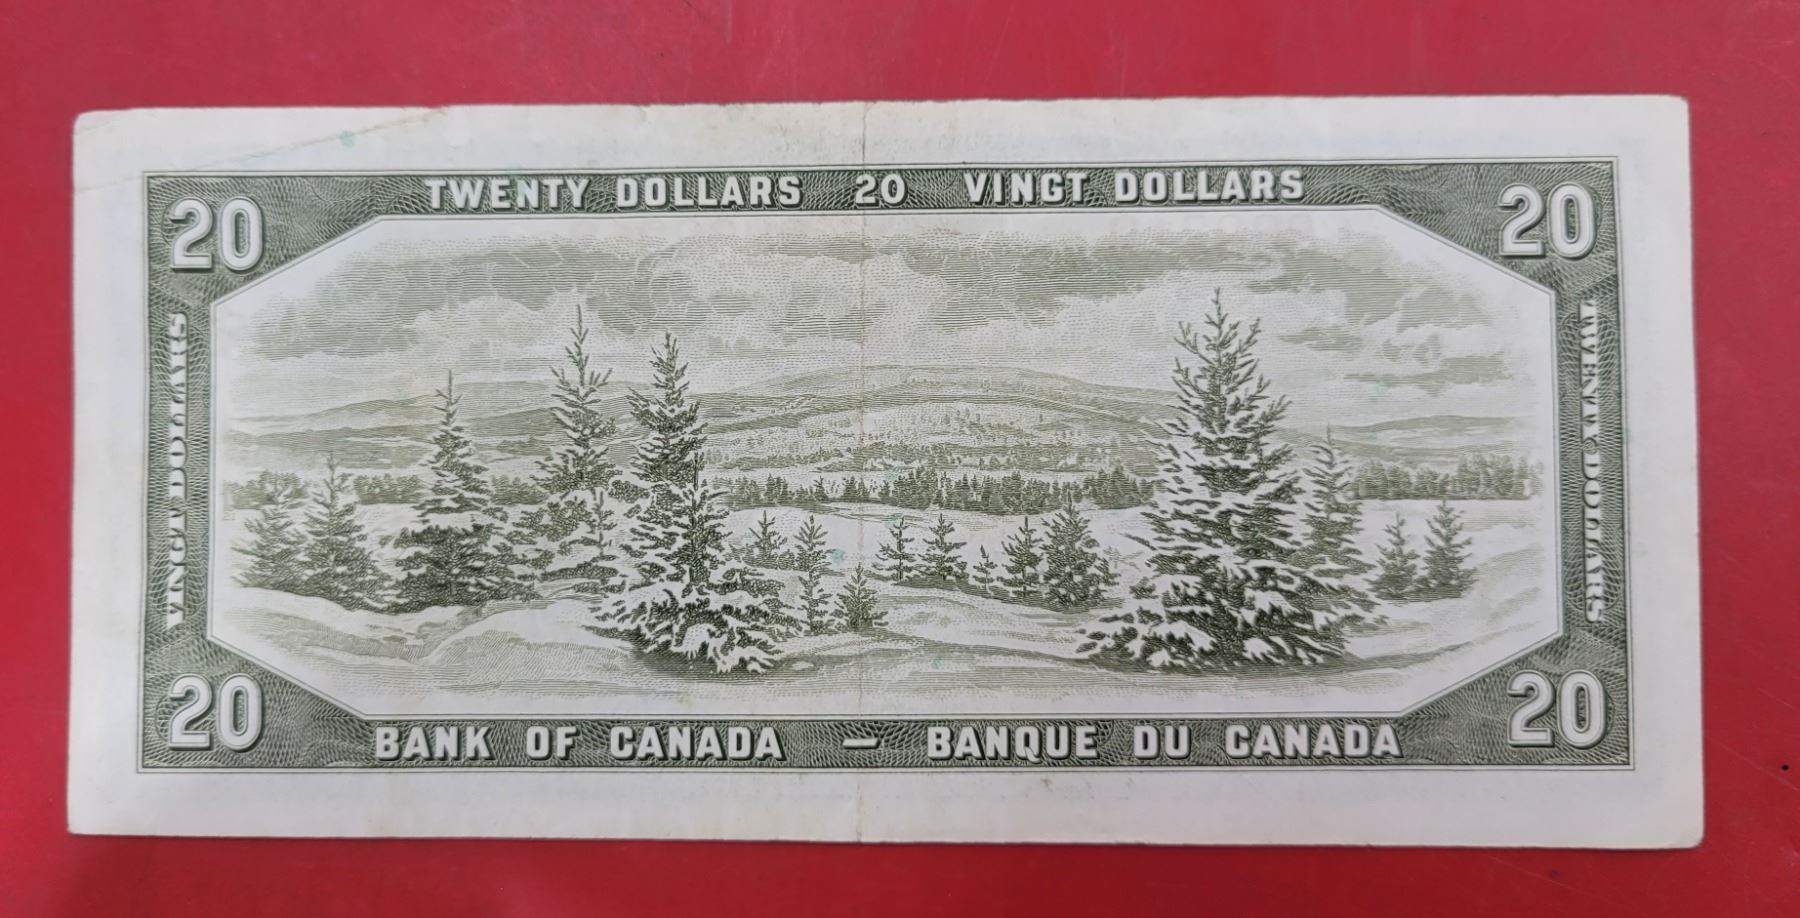 TWENTY DOLLARS 20 VINGT DOLLARS
20
20
VINGT DOLLARS
TWENTY DOLLARS
20
20
BANK OF CANADA - BANQUE DU CANADA